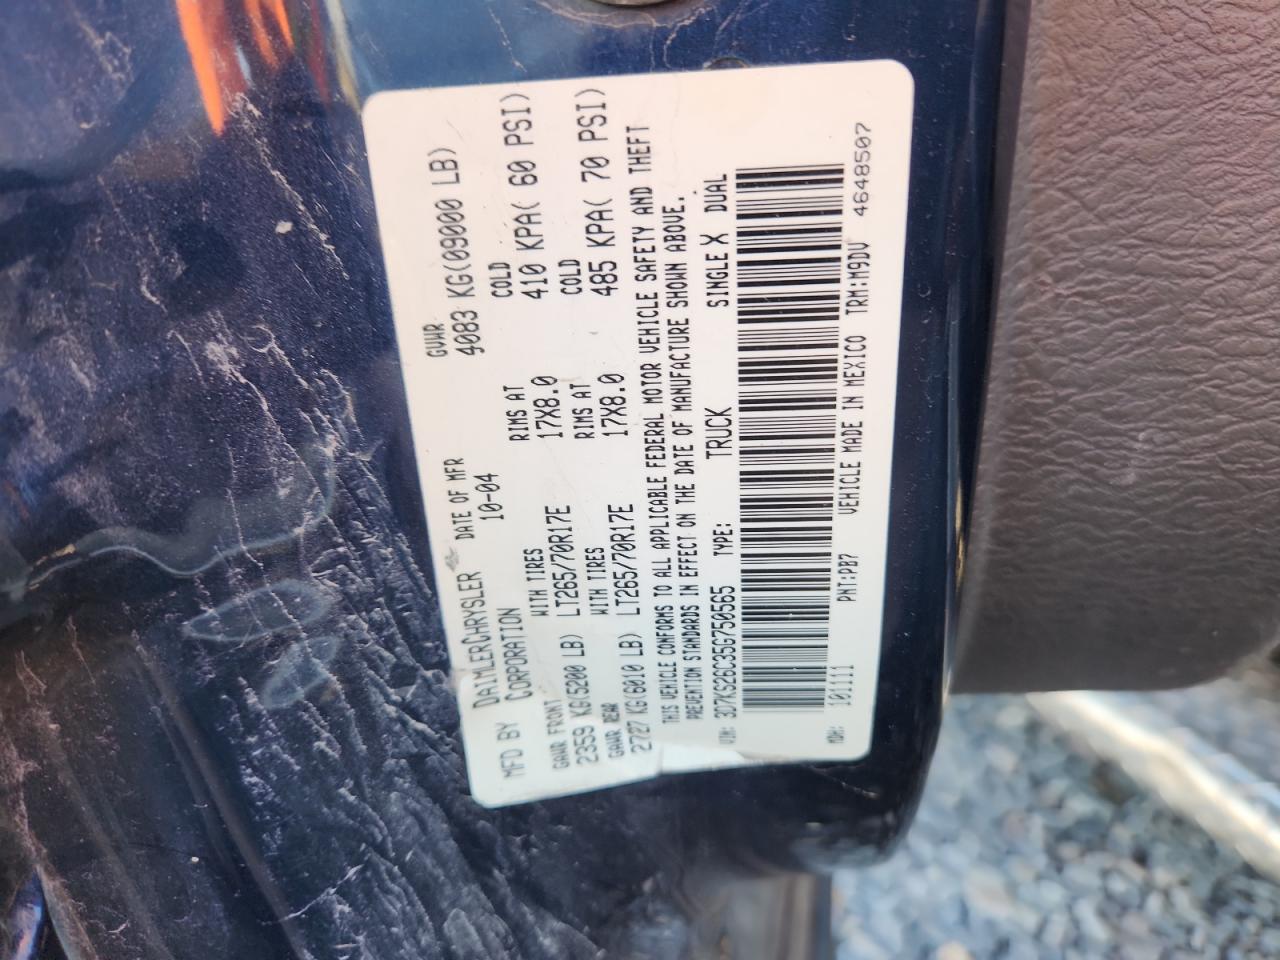 MFD BY DAIMLERCHRYSLER CORPORATION DATE OF MFR 10-04 GVWR 4083 KG(09000 LB)
GAWR FRONT WITH TIRES RIMS AT COLD
2359 KG(5200 LB) LT265/70R17E 17X8.0 410 KPA( 60 PSI)
GAWR REAR WITH TIRES RIMS AT COLD
2727 KG(6010 LB) LT265/70R17E 17X8.0 485 KPA( 70 PSI)
THIS VEHICLE CONFORMS TO ALL APPLICABLE FEDERAL MOTOR VEHICLE SAFETY AND THEFT
PREVENTION STANDARDS IN EFFECT ON THE DATE OF MANUFACTURE SHOWN ABOVE.
VIN: 3D7KS26C35G750565 TYPE: TRUCK SINGLE X DUAL
MDH: 101111 PNT:PB7 VEHICLE MADE IN MEXICO TRM:M9DV 4648507